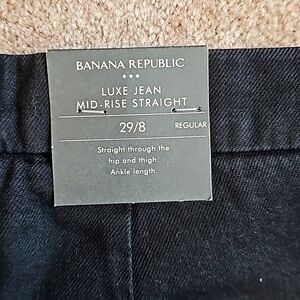 BANANA REPUBLIC
LUXE JEAN
MID-RISE STRAIGHT
29/8 REGULAR
Straight through the
hip and thigh.
Ankle length.